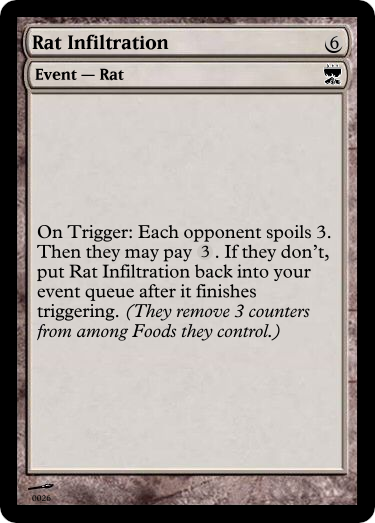 Rat Infiltration 6
Event — Rat
On Trigger: Each opponent spoils 3.
Then they may pay 3. If they don't,
put Rat Infiltration back into your
event queue after it finishes
triggering. (They remove 3 counters
from among Foods they control.)
0026